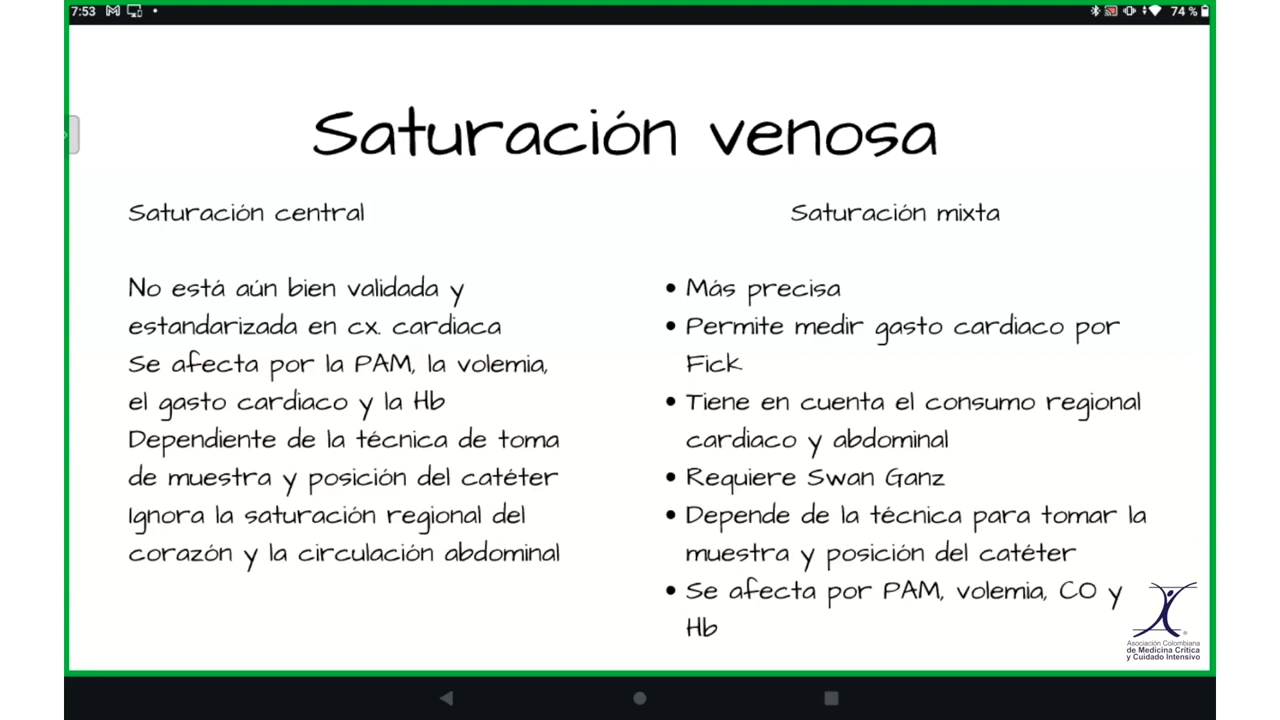 7:53
74 %
Saturación venosa
Saturación central
No está aún bien validada y
estandarizada en cx. cardiaca
Se afecta por la PAM, la volemia,
el gasto cardiaco y la Hb
Dependiente de la técnica de toma
de muestra y posición del catéter
Ignora la saturación regional del
corazón y la circulación abdominal
Saturación mixta
• Más precisa
• Permite medir gasto cardiaco por
Fick
• Tiene en cuenta el consumo regional
cardiaco y abdominal
• Requiere Swan Ganz
• Depende de la técnica para tomar la
muestra y posición del catéter
• Se afecta por PAM, volemia, CO y
Hb
Asociación Colombiana
de Medicina Crítica
y Cuidado Intensivo